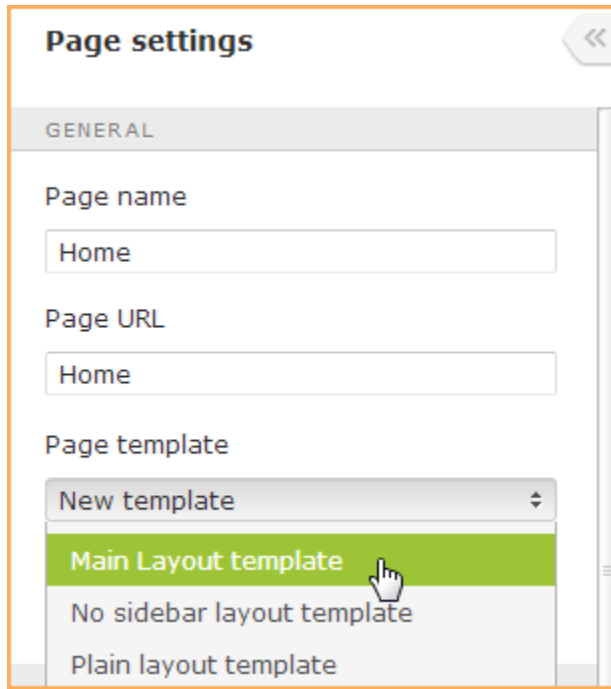 Page settings
GENERAL
Page name
Home
Page URL
Home
Page template
New template
Main Layout template
No sidebar layout template
Plain layout template